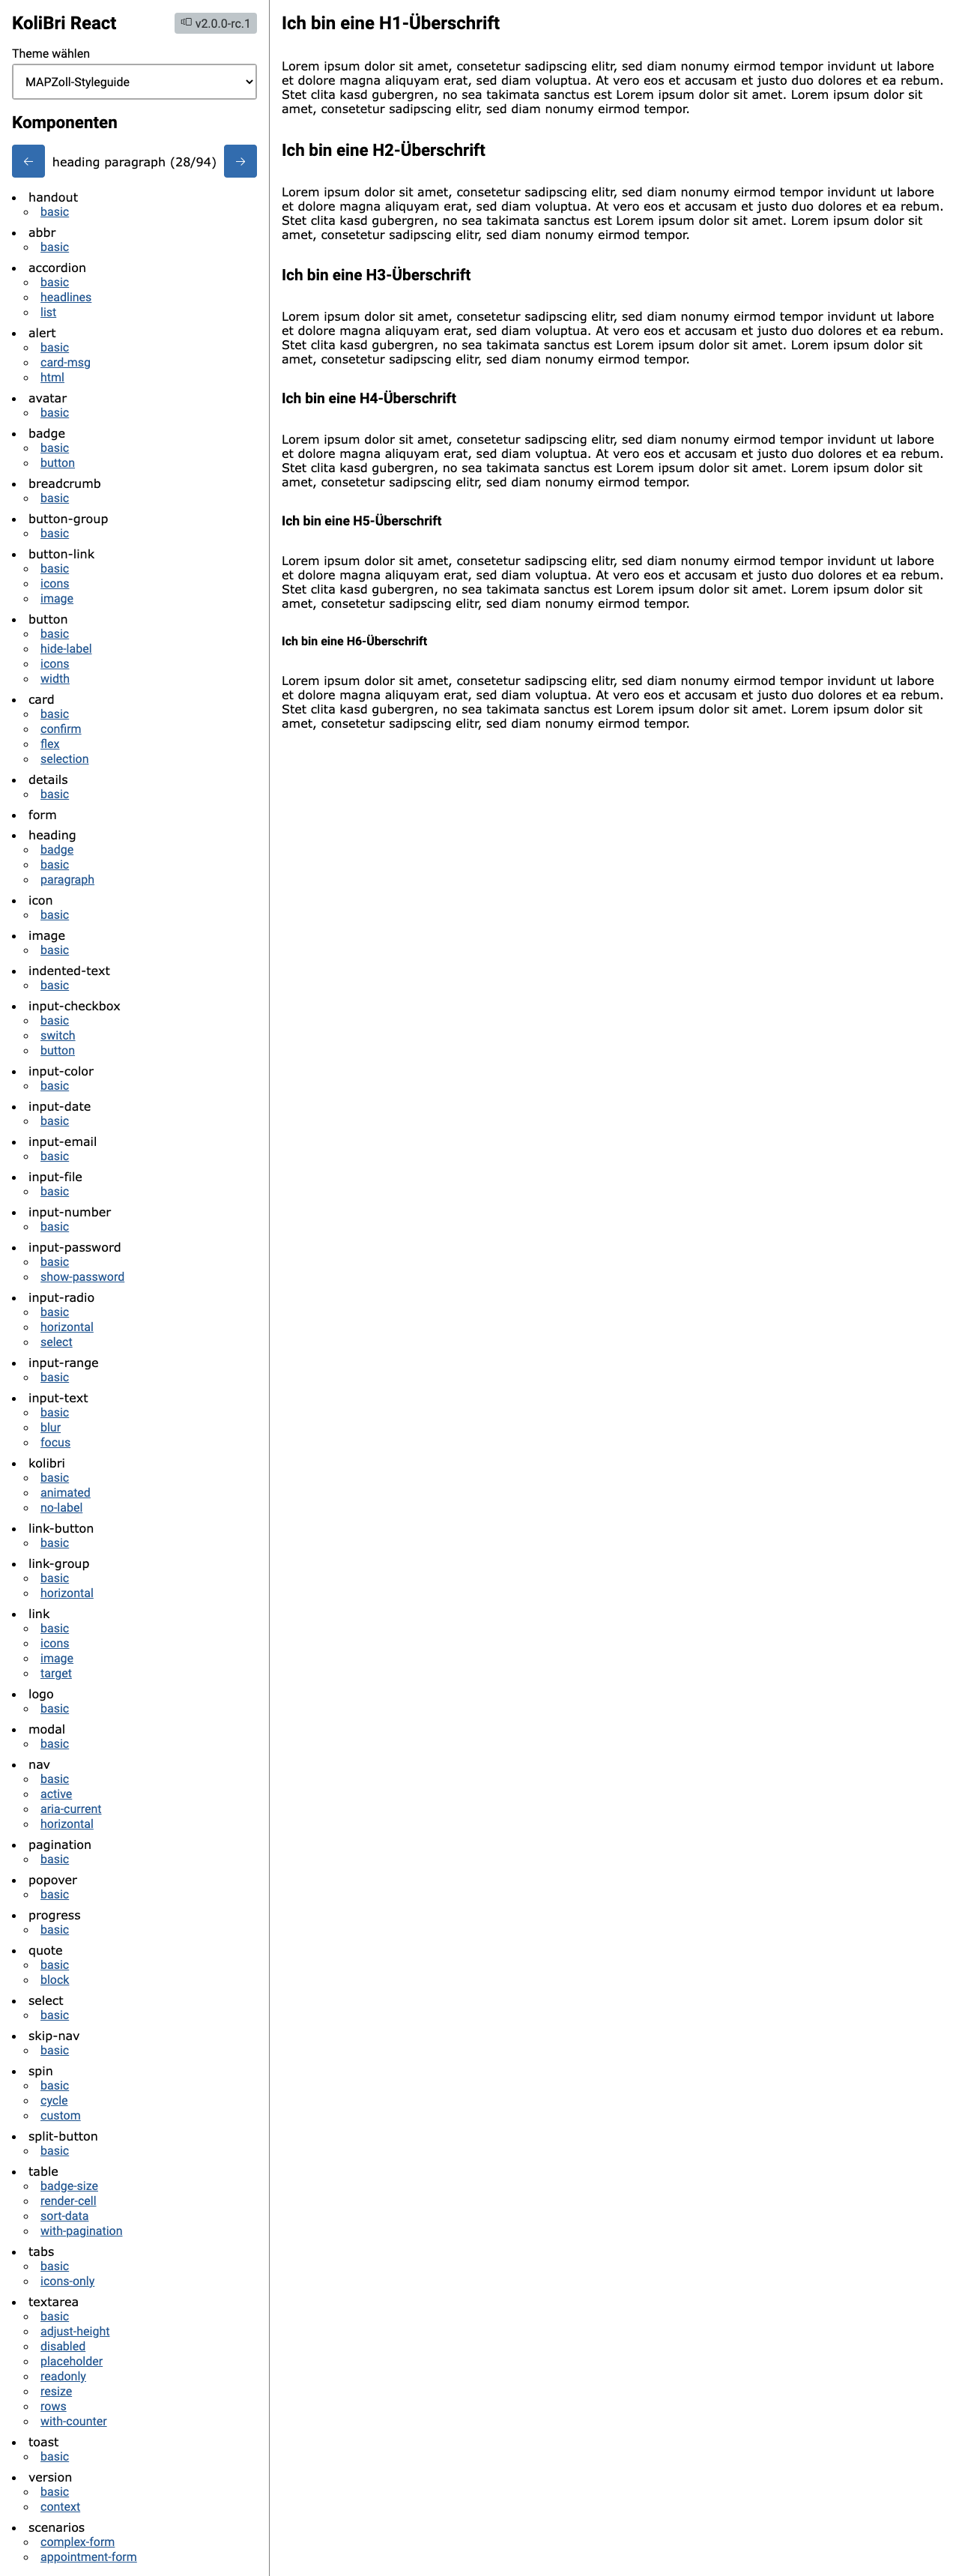 KoliBri React
v2.0.0-rc.1
Theme wählen
MAPZoll-Styleguide
Komponenten
←
heading paragraph (28/94)
→
handout
basic
abbr
basic
accordion
basic
headlines
list
alert
basic
card-msg
html
avatar
basic
badge
basic
button
breadcrumb
basic
button-group
basic
button-link
basic
icons
image
button
basic
hide-label
icons
width
card
basic
confirm
flex
selection
details
basic
form
heading
badge
basic
paragraph
icon
basic
image
basic
indented-text
basic
input-checkbox
basic
switch
button
input-color
basic
input-date
basic
input-email
basic
input-file
basic
input-number
basic
input-password
basic
show-password
input-radio
basic
horizontal
select
input-range
basic
input-text
basic
blur
focus
kolibri
basic
animated
no-label
link-button
basic
link-group
basic
horizontal
link
basic
icons
image
target
logo
basic
modal
basic
nav
basic
active
aria-current
horizontal
pagination
basic
popover
basic
progress
basic
quote
basic
block
select
basic
skip-nav
basic
spin
basic
cycle
custom
split-button
basic
table
badge-size
render-cell
sort-data
with-pagination
tabs
basic
icons-only
textarea
basic
adjust-height
disabled
placeholder
readonly
resize
rows
with-counter
toast
basic
version
basic
context
scenarios
complex-form
appointment-form
Ich bin eine H1-Überschrift
Lorem ipsum dolor sit amet, consetetur sadipscing elitr, sed diam nonumy eirmod tempor invidunt ut labore
et dolore magna aliquyam erat, sed diam voluptua. At vero eos et accusam et justo duo dolores et ea rebum.
Stet clita kasd gubergren, no sea takimata sanctus est Lorem ipsum dolor sit amet. Lorem ipsum dolor sit
amet, consetetur sadipscing elitr, sed diam nonumy eirmod tempor.
Ich bin eine H2-Überschrift
Lorem ipsum dolor sit amet, consetetur sadipscing elitr, sed diam nonumy eirmod tempor invidunt ut labore
et dolore magna aliquyam erat, sed diam voluptua. At vero eos et accusam et justo duo dolores et ea rebum.
Stet clita kasd gubergren, no sea takimata sanctus est Lorem ipsum dolor sit amet. Lorem ipsum dolor sit
amet, consetetur sadipscing elitr, sed diam nonumy eirmod tempor.
Ich bin eine H3-Überschrift
Lorem ipsum dolor sit amet, consetetur sadipscing elitr, sed diam nonumy eirmod tempor invidunt ut labore
et dolore magna aliquyam erat, sed diam voluptua. At vero eos et accusam et justo duo dolores et ea rebum.
Stet clita kasd gubergren, no sea takimata sanctus est Lorem ipsum dolor sit amet. Lorem ipsum dolor sit
amet, consetetur sadipscing elitr, sed diam nonumy eirmod tempor.
Ich bin eine H4-Überschrift
Lorem ipsum dolor sit amet, consetetur sadipscing elitr, sed diam nonumy eirmod tempor invidunt ut labore
et dolore magna aliquyam erat, sed diam voluptua. At vero eos et accusam et justo duo dolores et ea rebum.
Stet clita kasd gubergren, no sea takimata sanctus est Lorem ipsum dolor sit amet. Lorem ipsum dolor sit
amet, consetetur sadipscing elitr, sed diam nonumy eirmod tempor.
Ich bin eine H5-Überschrift
Lorem ipsum dolor sit amet, consetetur sadipscing elitr, sed diam nonumy eirmod tempor invidunt ut labore
et dolore magna aliquyam erat, sed diam voluptua. At vero eos et accusam et justo duo dolores et ea rebum.
Stet clita kasd gubergren, no sea takimata sanctus est Lorem ipsum dolor sit amet. Lorem ipsum dolor sit
amet, consetetur sadipscing elitr, sed diam nonumy eirmod tempor.
Ich bin eine H6-Überschrift
Lorem ipsum dolor sit amet, consetetur sadipscing elitr, sed diam nonumy eirmod tempor invidunt ut labore
et dolore magna aliquyam erat, sed diam voluptua. At vero eos et accusam et justo duo dolores et ea rebum.
Stet clita kasd gubergren, no sea takimata sanctus est Lorem ipsum dolor sit amet. Lorem ipsum dolor sit
amet, consetetur sadipscing elitr, sed diam nonumy eirmod tempor.